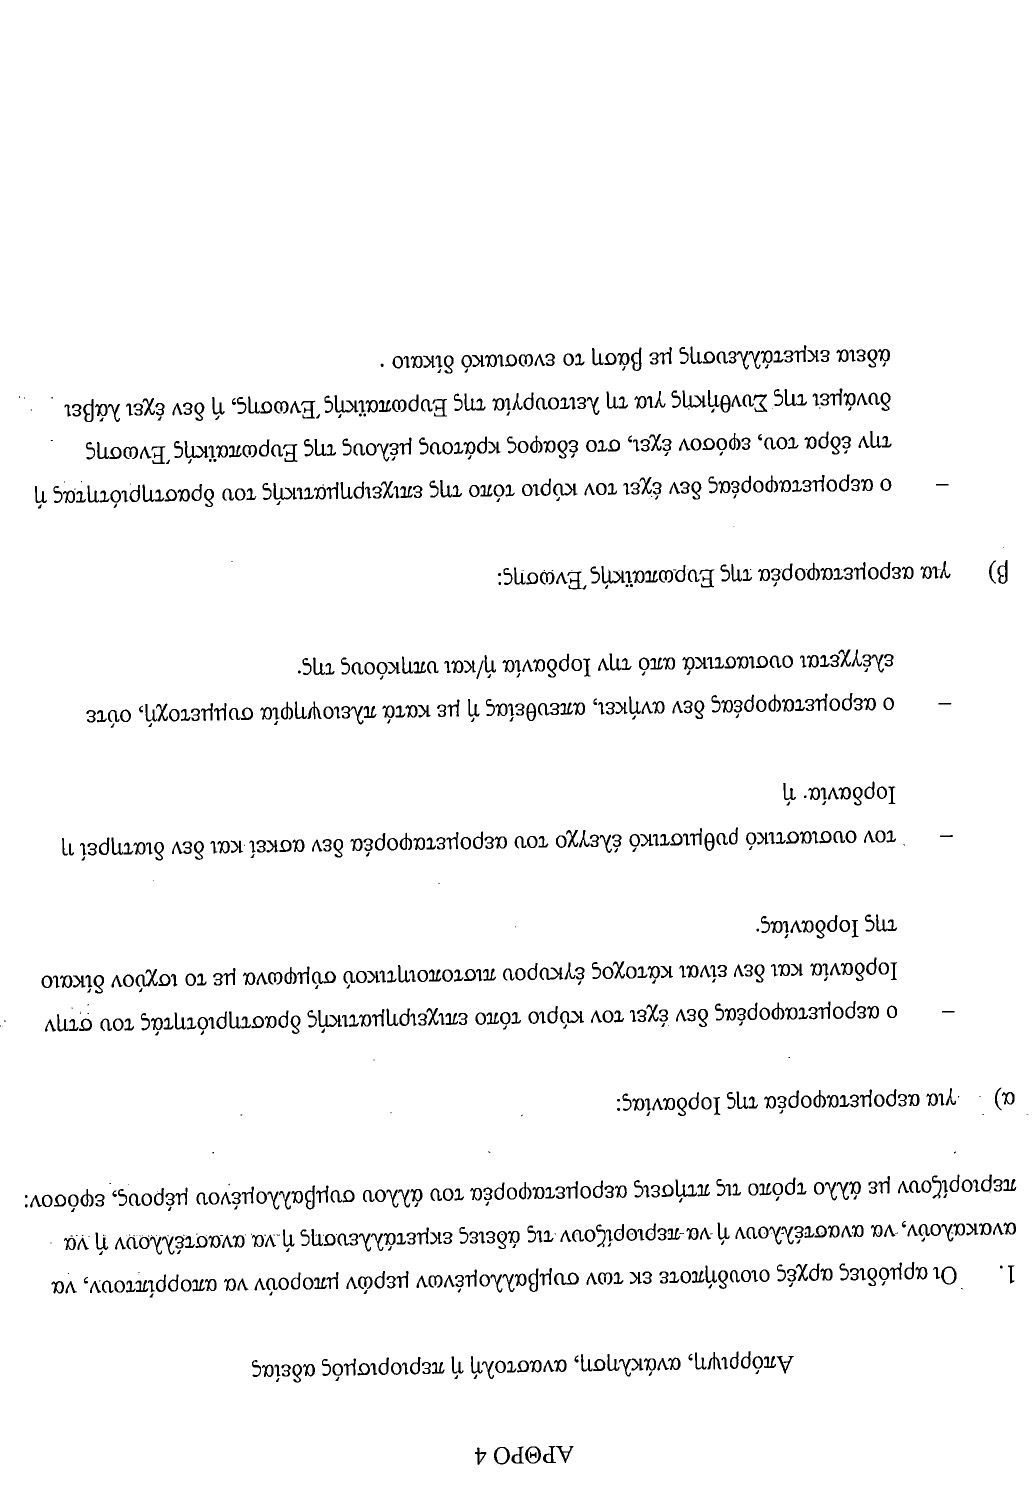 ΑΡΘΡΟ 4
Απόρριψη, ανάκληση, αναστολή ή περιορισμός αδείας
1. Οι αρμόδιες αρχές οιουδήποτε εκ των συμβαλλομένων μερών μπορούν να απορρίπτουν, να
ανακαλούν, να αναστέλλουν ή να περιορίζουν τις άδειες εκμετάλλευσης ή να αναστέλλουν ή να
περιορίζουν με άλλο τρόπο τις πτήσεις αερομεταφορέα του άλλου συμβαλλομένου μέρους, εφόσον:
α) για αερομεταφορέα της Ιορδανίας:
– ο αερομεταφορέας δεν έχει τον κύριο τόπο επιχειρηματικής δραστηριότητάς του στην
Ιορδανία και δεν είναι κάτοχος έγκυρου πιστοποιητικού σύμφωνα με το ισχύον δίκαιο
της Ιορδανίας.
– τον ουσιαστικό ρυθμιστικό έλεγχο του αερομεταφορέα δεν ασκεί και δεν διατηρεί η
Ιορδανία· ή
– ο αερομεταφορέας δεν ανήκει, απευθείας ή με κατά πλειοψηφία συμμετοχή, ούτε
ελέγχεται ουσιαστικά από την Ιορδανία ή/και υπηκόους της.
β) για αερομεταφορέα της Ευρωπαϊκής Ένωσης:
– ο αερομεταφορέας δεν έχει τον κύριο τόπο της επιχειρηματικής του δραστηριότητας ή
την έδρα του, εφόσον έχει, στο έδαφος κράτους μέλους της Ευρωπαϊκής Ένωσης
δυνάμει της Συνθήκης για τη λειτουργία της Ευρωπαϊκής Ένωσης, ή δεν έχει λάβει
άδεια εκμετάλλευσης με βάση το ενωσιακό δίκαιο ·